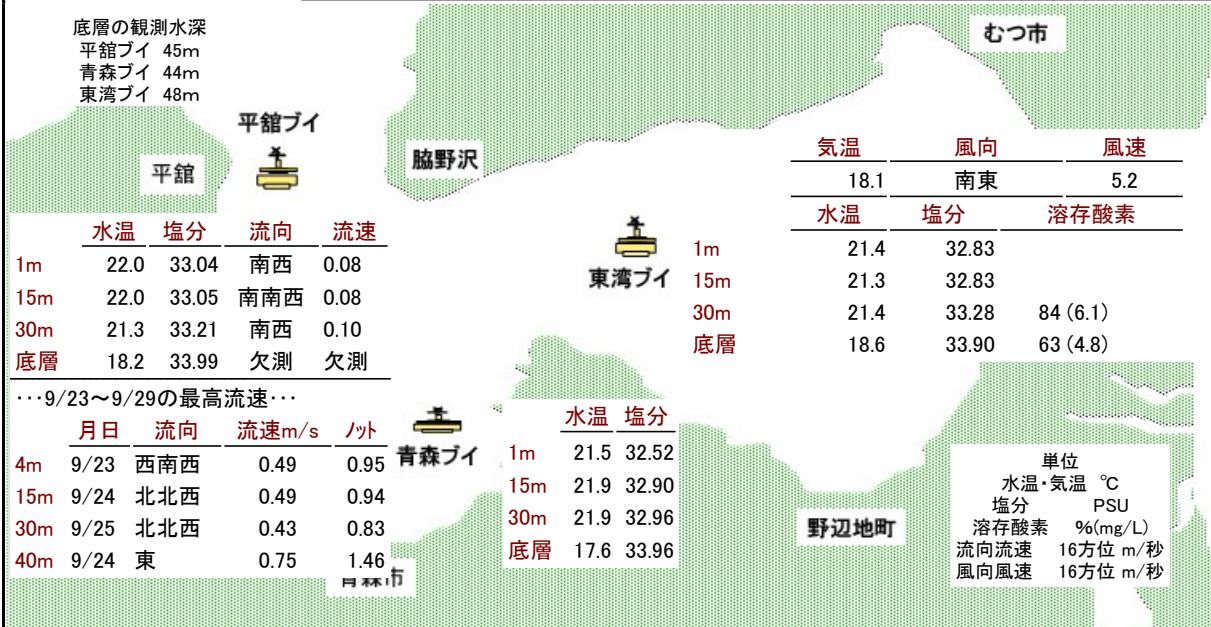 底層の観測水深
平舘ブイ 45m
青森ブイ 44m
東湾ブイ 48m
むつ市
平舘ブイ
平舘
脇野沢
水温 塩分 流向 流速
1m 22.0 33.04 南西 0.08
15m 22.0 33.05 南南西 0.08
30m 21.3 33.21 南西 0.10
底層 18.2 33.99 欠測 欠測
東湾ブイ
気温 風向 風速
18.1 南東 5.2
水温 塩分 溶存酸素
1m 21.4 32.83
15m 21.3 32.83
30m 21.4 33.28 84 (6.1)
底層 18.6 33.90 63 (4.8)
･･･9/23～9/29の最高流速･･･
月日 流向 流速m/s ノット
4m 9/23 西南西 0.49 0.95
15m 9/24 北北西 0.49 0.94
30m 9/25 北北西 0.43 0.83
40m 9/24 東 0.75 1.46
青森ブイ
水温 塩分
1m 21.5 32.52
15m 21.9 32.90
30m 21.9 32.96
底層 17.6 33.96
青森市
野辺地町
単位
水温・気温 ℃
塩分 PSU
溶存酸素 %(mg/L)
流向流速 16方位 m/秒
風向風速 16方位 m/秒